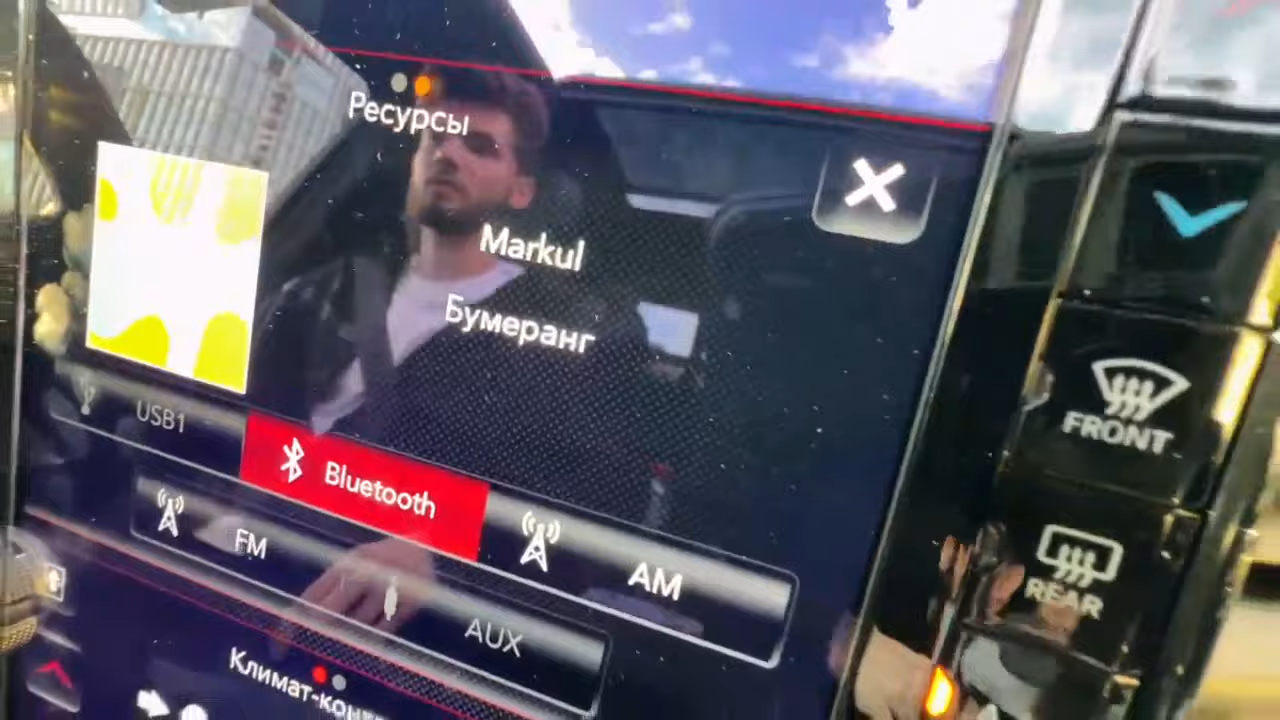 Ресурсы
Markul
Бумеранг
USB1
Bluetooth
AM
FM
AUX
FRONT
REAR